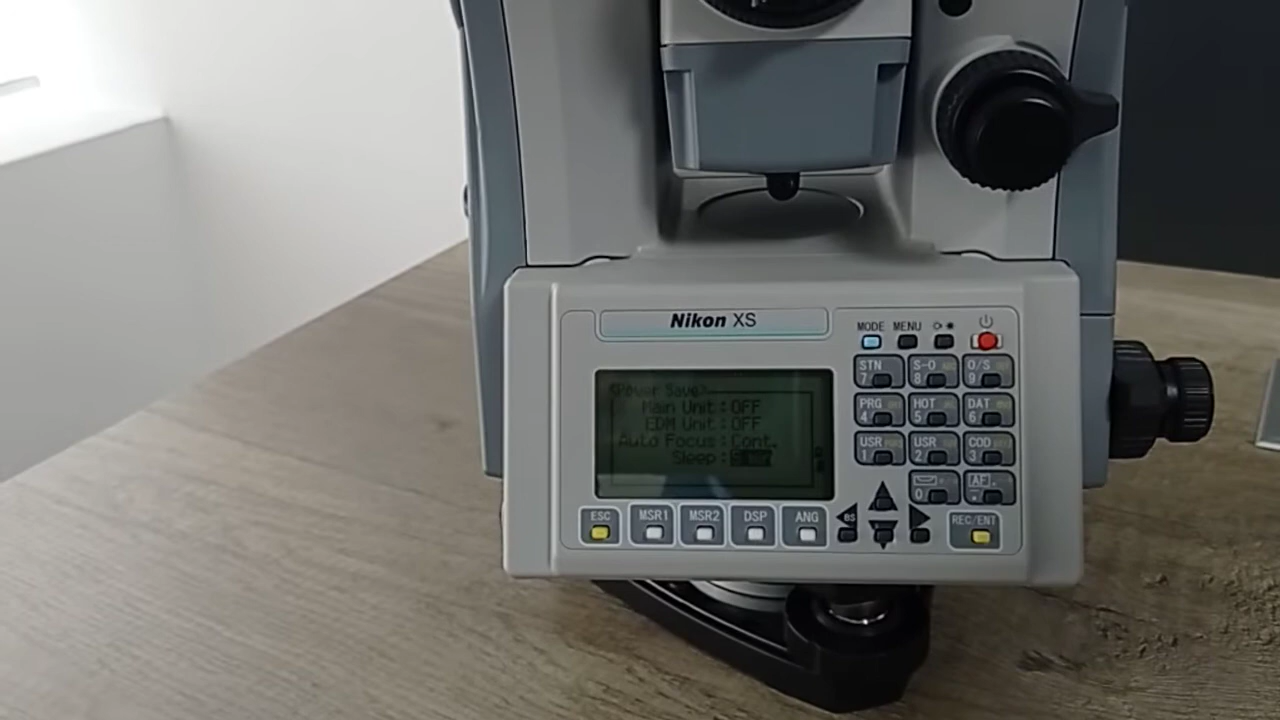 Nikon XS
MODE MENU
<Power Save>
Main Unit : OFF
EDM Unit : OFF
Auto Focus : Cont.
Sleep :
STN S-O O/S
7 8 9
PRG HOT DAT
4 5 6
USR USR COD
1 2 3
AF.
0
ESC MSR1 MSR2 DSP ANG BS REC/ENT